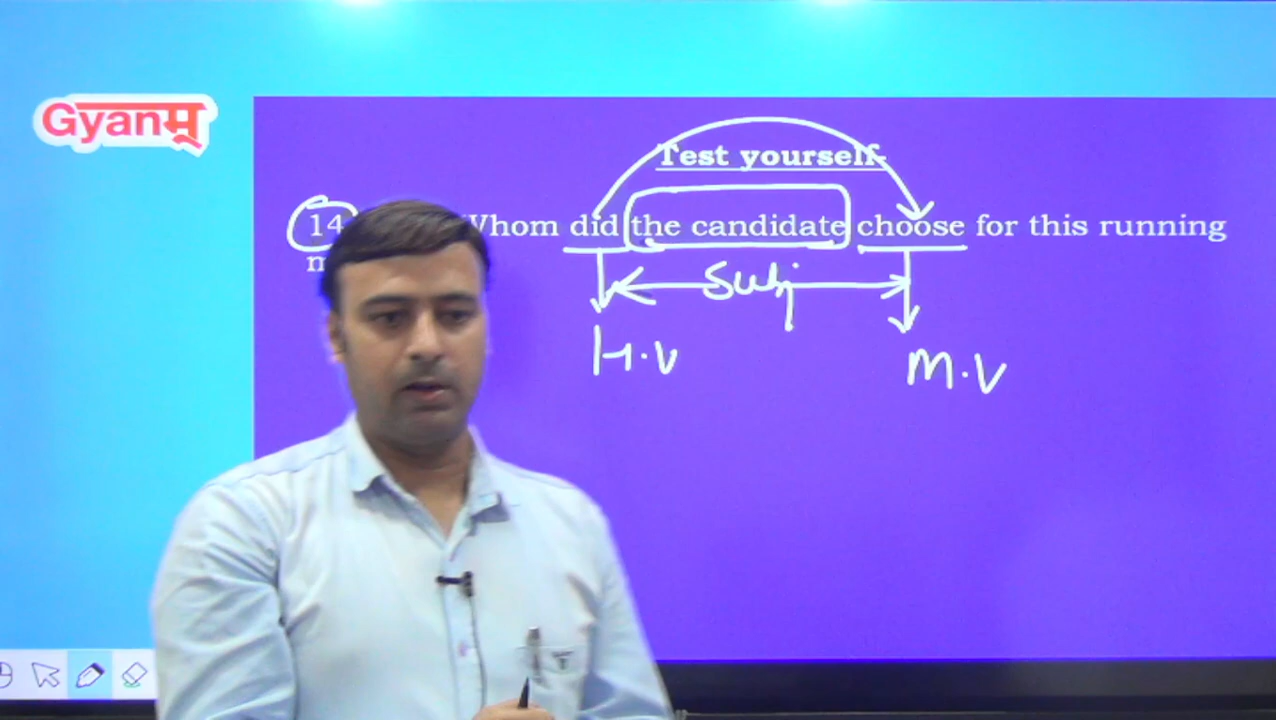 Gyanम्
Test yourself
14 Whom did the candidate choose for this running
m
Subj
H.V M.V